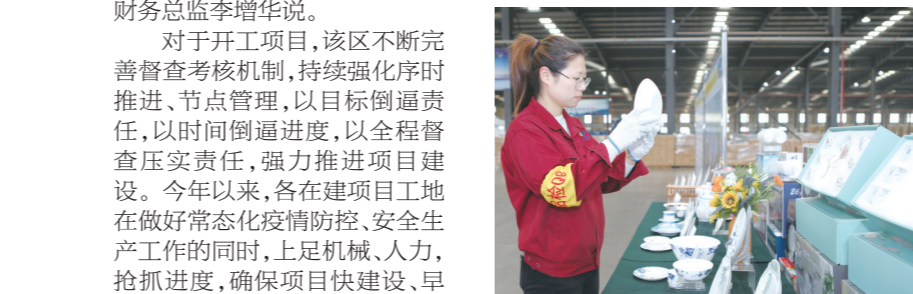 财务总监李增华说。
对于开工项目,该区不断完
善督查考核机制,持续强化序时
推进、节点管理,以目标倒逼责
任,以时间倒逼进度,以全程督
查压实责任,强力推进项目建
设。今年以来,各在建项目工地
在做好常态化疫情防控、安全生
产工作的同时,上足机械、人力,
抢抓进度,确保项目快建设、早